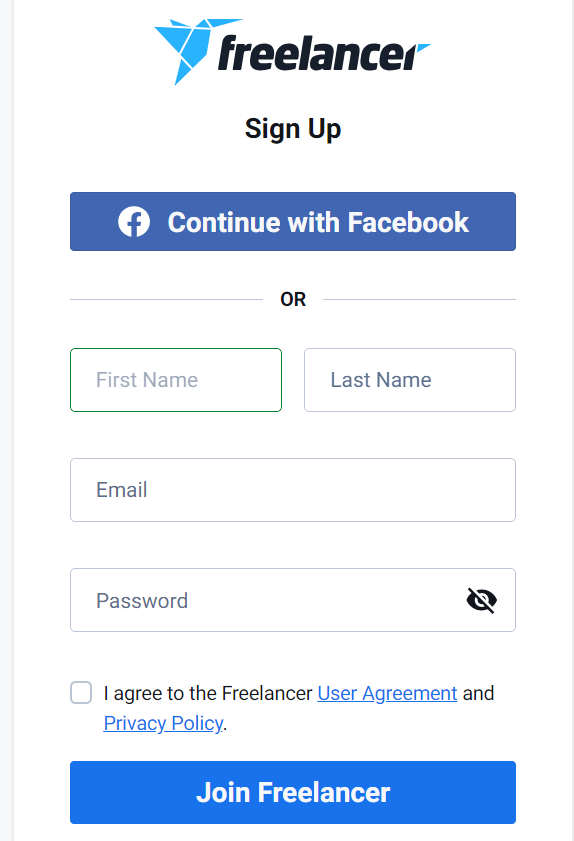 freelancer
Sign Up
Continue with Facebook
OR
First Name
Last Name
Email
Password
I agree to the Freelancer User Agreement and
Privacy Policy.
Join Freelancer